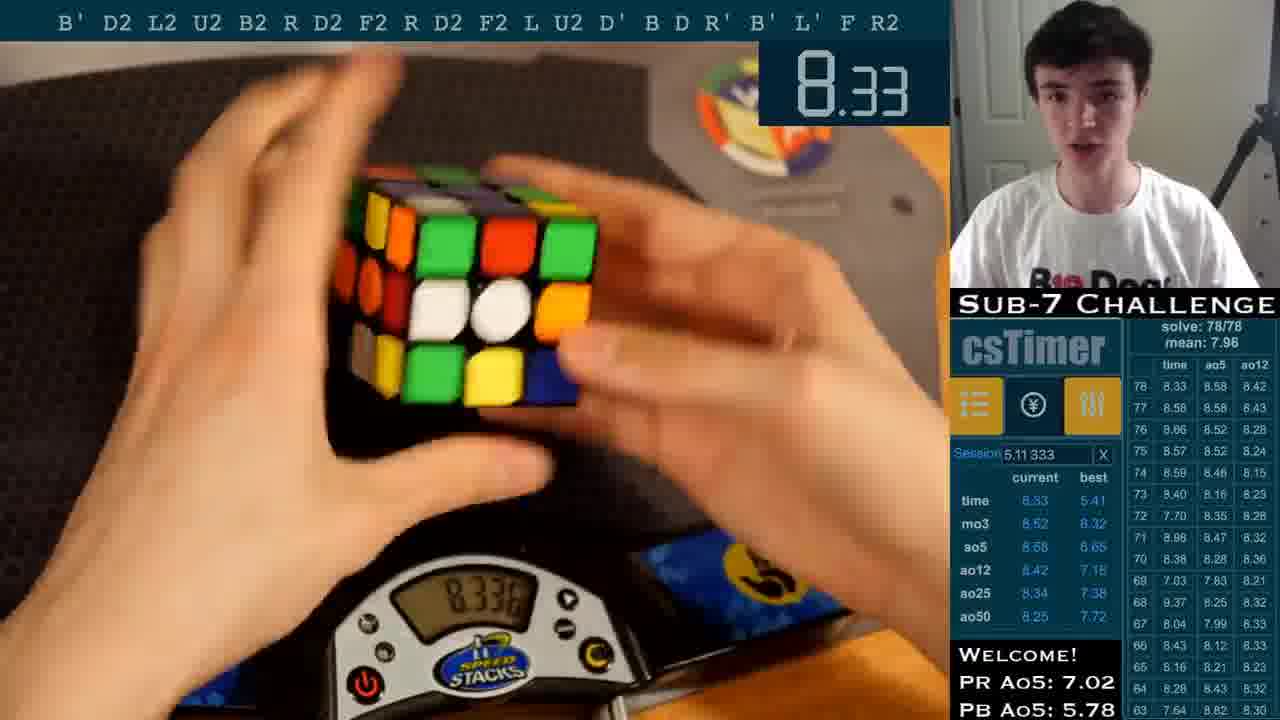 B' D2 L2 U2 B2 R D2 F2 R D2 F2 L U2 D' B D R' B' L' F R2
8.33
SUB-7 CHALLENGE
csTimer
solve: 78/78
mean: 7.96
time ao5 ao12
78 8.33 8.58 8.42
77 8.58 8.58 8.43
76 8.66 8.52 8.28
75 8.57 8.52 8.24
74 8.59 8.46 8.15
73 8.40 8.16 8.23
72 7.70 8.35 8.28
71 8.98 8.47 8.32
70 8.38 8.28 8.36
69 7.03 7.83 8.21
68 9.37 8.25 8.32
67 8.04 7.99 8.33
66 8.43 8.12 8.33
65 8.16 8.21 8.23
64 8.28 8.43 8.32
63 7.64 8.82 8.30
Session 5.11 333 X
current best
time 8.33 5.41
mo3 8.52 8.32
ao5 8.58 6.65
ao12 8.42 7.18
ao25 8.34 7.38
ao50 8.25 7.72
WELCOME!
PR AO5: 7.02
PB AO5: 5.78
8.336
SPEED
STACKS